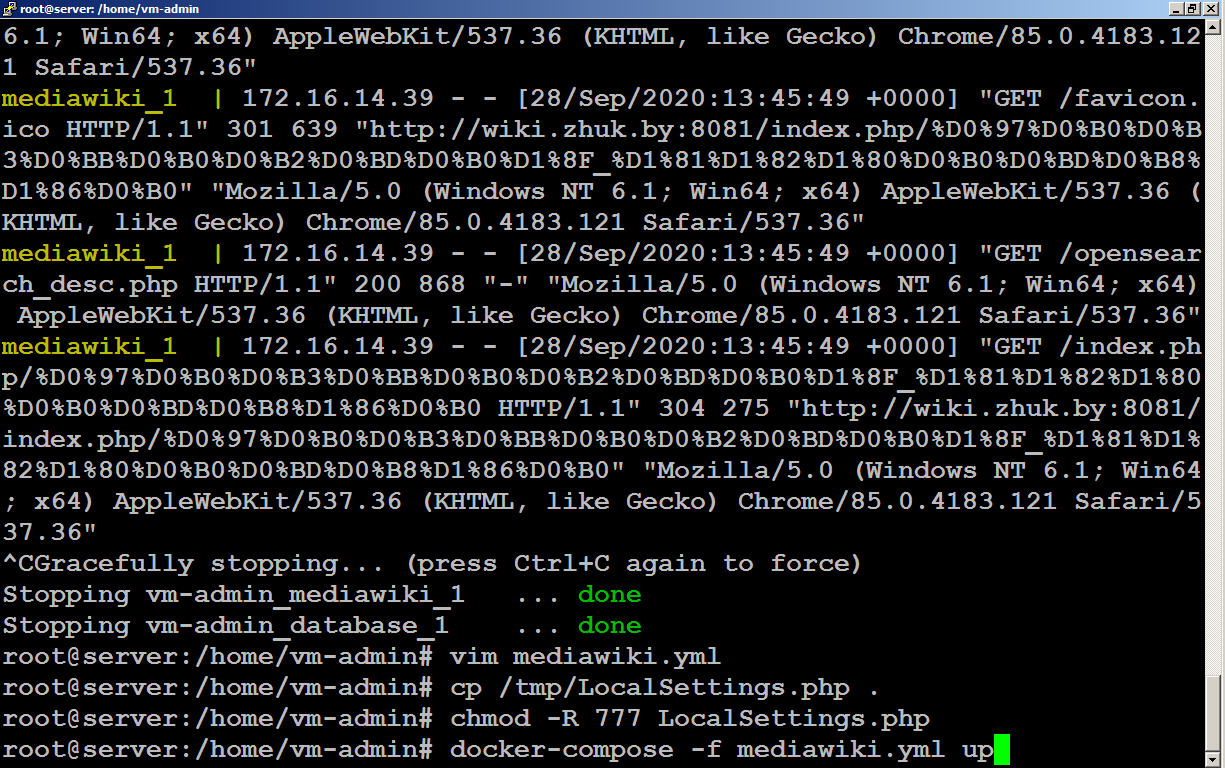 root@server: /home/vm-admin
6.1; Win64; x64) AppleWebKit/537.36 (KHTML, like Gecko) Chrome/85.0.4183.12
1 Safari/537.36"
mediawiki_1  | 172.16.14.39 - - [28/Sep/2020:13:45:49 +0000] "GET /favicon.
ico HTTP/1.1" 301 639 "http://wiki.zhuk.by:8081/index.php/%D0%97%D0%B0%D0%B
3%D0%BB%D0%B0%D0%B2%D0%BD%D0%B0%D1%8F_%D1%81%D1%82%D1%80%D0%B0%D0%BD%D0%B8%
D1%86%D0%B0" "Mozilla/5.0 (Windows NT 6.1; Win64; x64) AppleWebKit/537.36 (
KHTML, like Gecko) Chrome/85.0.4183.121 Safari/537.36"
mediawiki_1  | 172.16.14.39 - - [28/Sep/2020:13:45:49 +0000] "GET /opensear
ch_desc.php HTTP/1.1" 200 868 "-" "Mozilla/5.0 (Windows NT 6.1; Win64; x64)
 AppleWebKit/537.36 (KHTML, like Gecko) Chrome/85.0.4183.121 Safari/537.36"
mediawiki_1  | 172.16.14.39 - - [28/Sep/2020:13:45:49 +0000] "GET /index.ph
p/%D0%97%D0%B0%D0%B3%D0%BB%D0%B0%D0%B2%D0%BD%D0%B0%D1%8F_%D1%81%D1%82%D1%80
%D0%B0%D0%BD%D0%B8%D1%86%D0%B0 HTTP/1.1" 304 275 "http://wiki.zhuk.by:8081/
index.php/%D0%97%D0%B0%D0%B3%D0%BB%D0%B0%D0%B2%D0%BD%D0%B0%D1%8F_%D1%81%D1%
82%D1%80%D0%B0%D0%BD%D0%B8%D1%86%D0%B0" "Mozilla/5.0 (Windows NT 6.1; Win64
; x64) AppleWebKit/537.36 (KHTML, like Gecko) Chrome/85.0.4183.121 Safari/5
37.36"
^CGracefully stopping... (press Ctrl+C again to force)
Stopping vm-admin_mediawiki_1   ... done
Stopping vm-admin_database_1    ... done
root@server:/home/vm-admin# vim mediawiki.yml
root@server:/home/vm-admin# cp /tmp/LocalSettings.php .
root@server:/home/vm-admin# chmod -R 777 LocalSettings.php
root@server:/home/vm-admin# docker-compose -f mediawiki.yml up